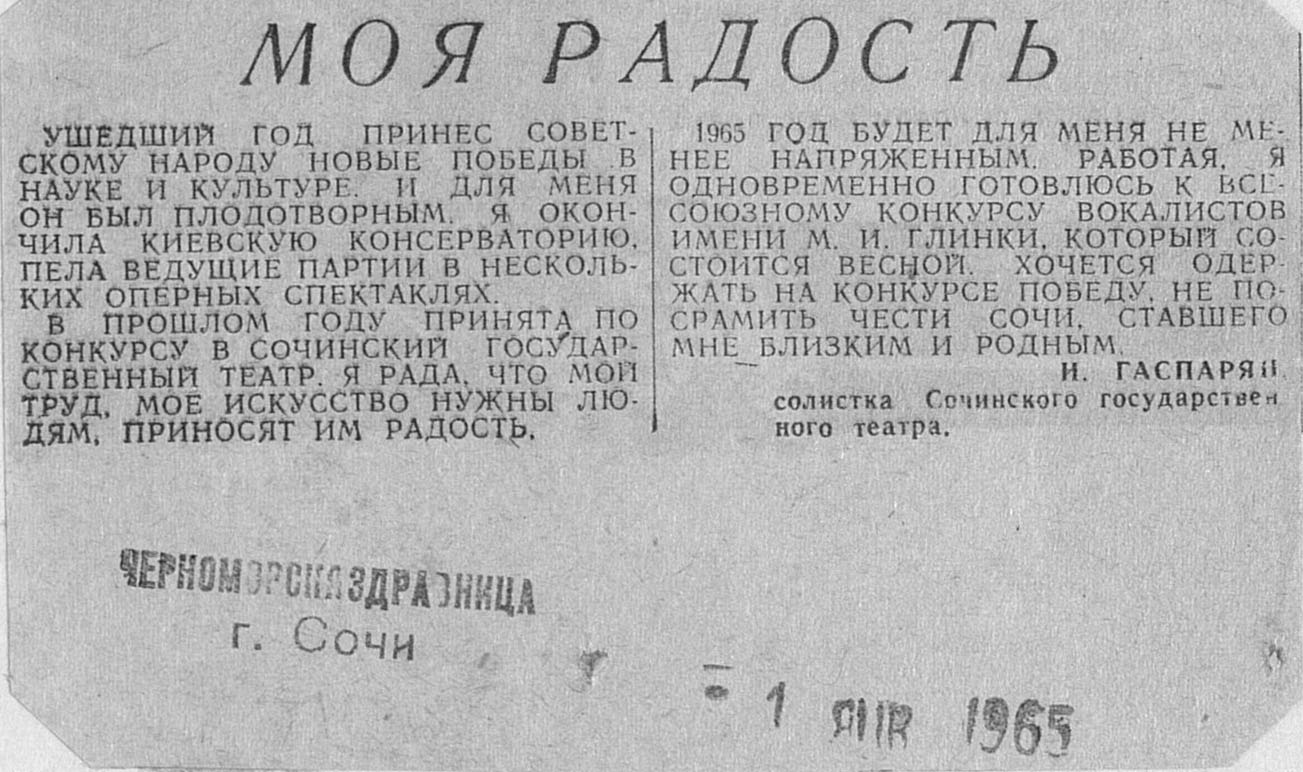 МОЯ РАДОСТЬ
УШЕДШИЙ ГОД ПРИНЕС СОВЕТ-
СКОМУ НАРОДУ НОВЫЕ ПОБЕДЫ В
НАУКЕ И КУЛЬТУРЕ. И ДЛЯ МЕНЯ
ОН БЫЛ ПЛОДОТВОРНЫМ. Я ОКОН-
ЧИЛА КИЕВСКУЮ КОНСЕРВАТОРИЮ,
ПЕЛА ВЕДУЩИЕ ПАРТИИ В НЕСКОЛЬ-
КИХ ОПЕРНЫХ СПЕКТАКЛЯХ.
В ПРОШЛОМ ГОДУ ПРИНЯТА ПО
КОНКУРСУ В СОЧИНСКИЙ ГОСУДАР-
СТВЕННЫЙ ТЕАТР. Я РАДА, ЧТО МОЙ
ТРУД, МОЕ ИСКУССТВО НУЖНЫ ЛЮ-
ДЯМ, ПРИНОСЯТ ИМ РАДОСТЬ.
1965 ГОД БУДЕТ ДЛЯ МЕНЯ НЕ МЕ-
НЕЕ НАПРЯЖЕННЫМ. РАБОТАЯ, Я
ОДНОВРЕМЕННО ГОТОВЛЮСЬ К ВСЕ-
СОЮЗНОМУ КОНКУРСУ ВОКАЛИСТОВ
ИМЕНИ М. И. ГЛИНКИ, КОТОРЫЙ СО-
СТОИТСЯ ВЕСНОЙ. ХОЧЕТСЯ ОДЕР-
ЖАТЬ НА КОНКУРСЕ ПОБЕДУ, НЕ ПО-
СРАМИТЬ ЧЕСТИ СОЧИ, СТАВШЕГО
МНЕ БЛИЗКИМ И РОДНЫМ.
И. ГАСПАРЯН,
солистка Сочинского государствен
ного театра.
ЧЕРНОМОРСКАЯ ЗДРАВНИЦА
г. Сочи
- 1 ЯНВ 1965